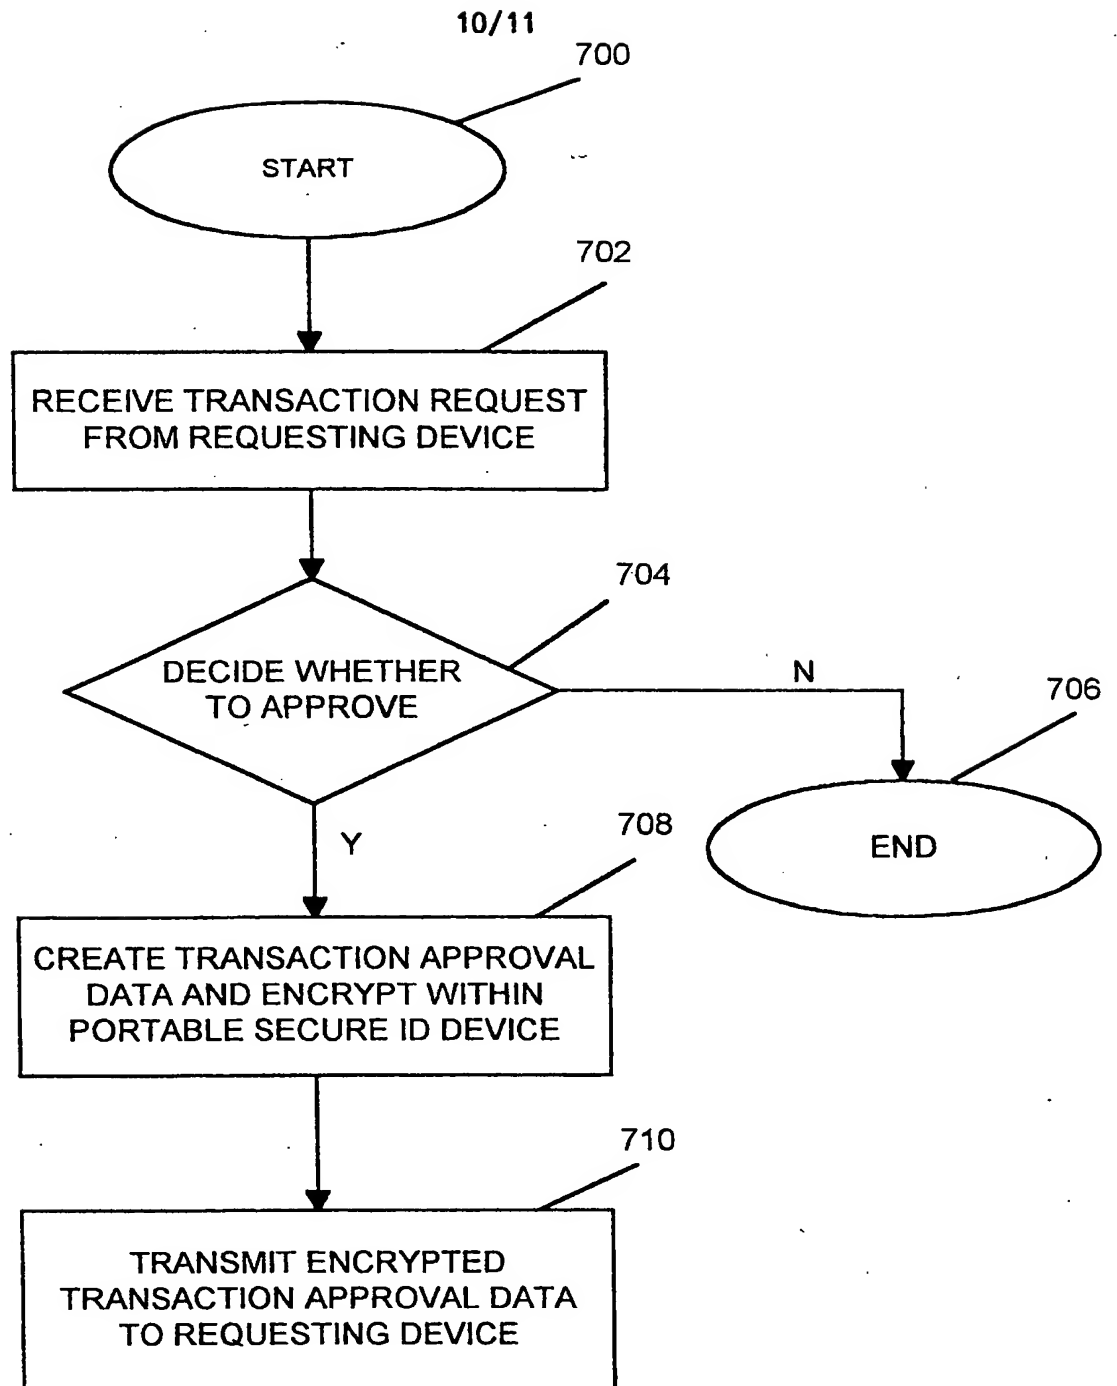 10/11
700
START
702
RECEIVE TRANSACTION REQUEST
FROM REQUESTING DEVICE
704
DECIDE WHETHER
TO APPROVE
N
706
END
Y
708
CREATE TRANSACTION APPROVAL
DATA AND ENCRYPT WITHIN
PORTABLE SECURE ID DEVICE
710
TRANSMIT ENCRYPTED
TRANSACTION APPROVAL DATA
TO REQUESTING DEVICE